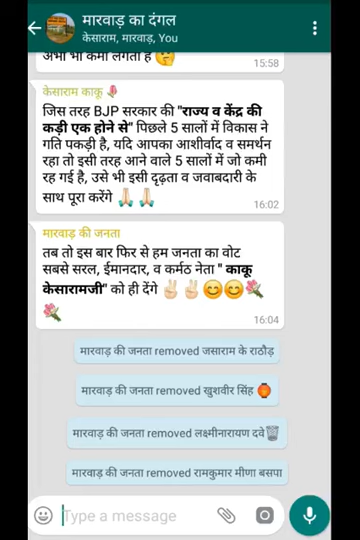 मारवाड़ का दंगल
केसाराम, मारवाड़, You
अभी भी कमी लगती है 🤔
15:58
केसाराम काकू 🌷
जिस तरह BJP सरकार की "राज्य व केंद्र की
कड़ी एक होने से" पिछले 5 सालों में विकास ने
गति पकड़ी है, यदि आपका आशीर्वाद व समर्थन
रहा तो इसी तरह आने वाले 5 सालों में जो कमी
रह गई है, उसे भी इसी दृढ़ता व जवाबदारी के
साथ पूरा करेंगे 🙏🏻 🙏🏻
16:02
मारवाड़ की जनता
तब तो इस बार फिर से हम जनता का वोट
सबसे सरल, ईमानदार, व कर्मठ नेता " काकू
केसारामजी" को ही देंगे ✌🏻 ✌🏻 😊😊🌹
🌹
16:04
मारवाड़ की जनता removed जसाराम के राठौड़
मारवाड़ की जनता removed खुशवीर सिंह 🏮
मारवाड़ की जनता removed लक्ष्मीनारायण दवे🗑
मारवाड़ की जनता removed रामकुमार मीणा बसपा
Type a message